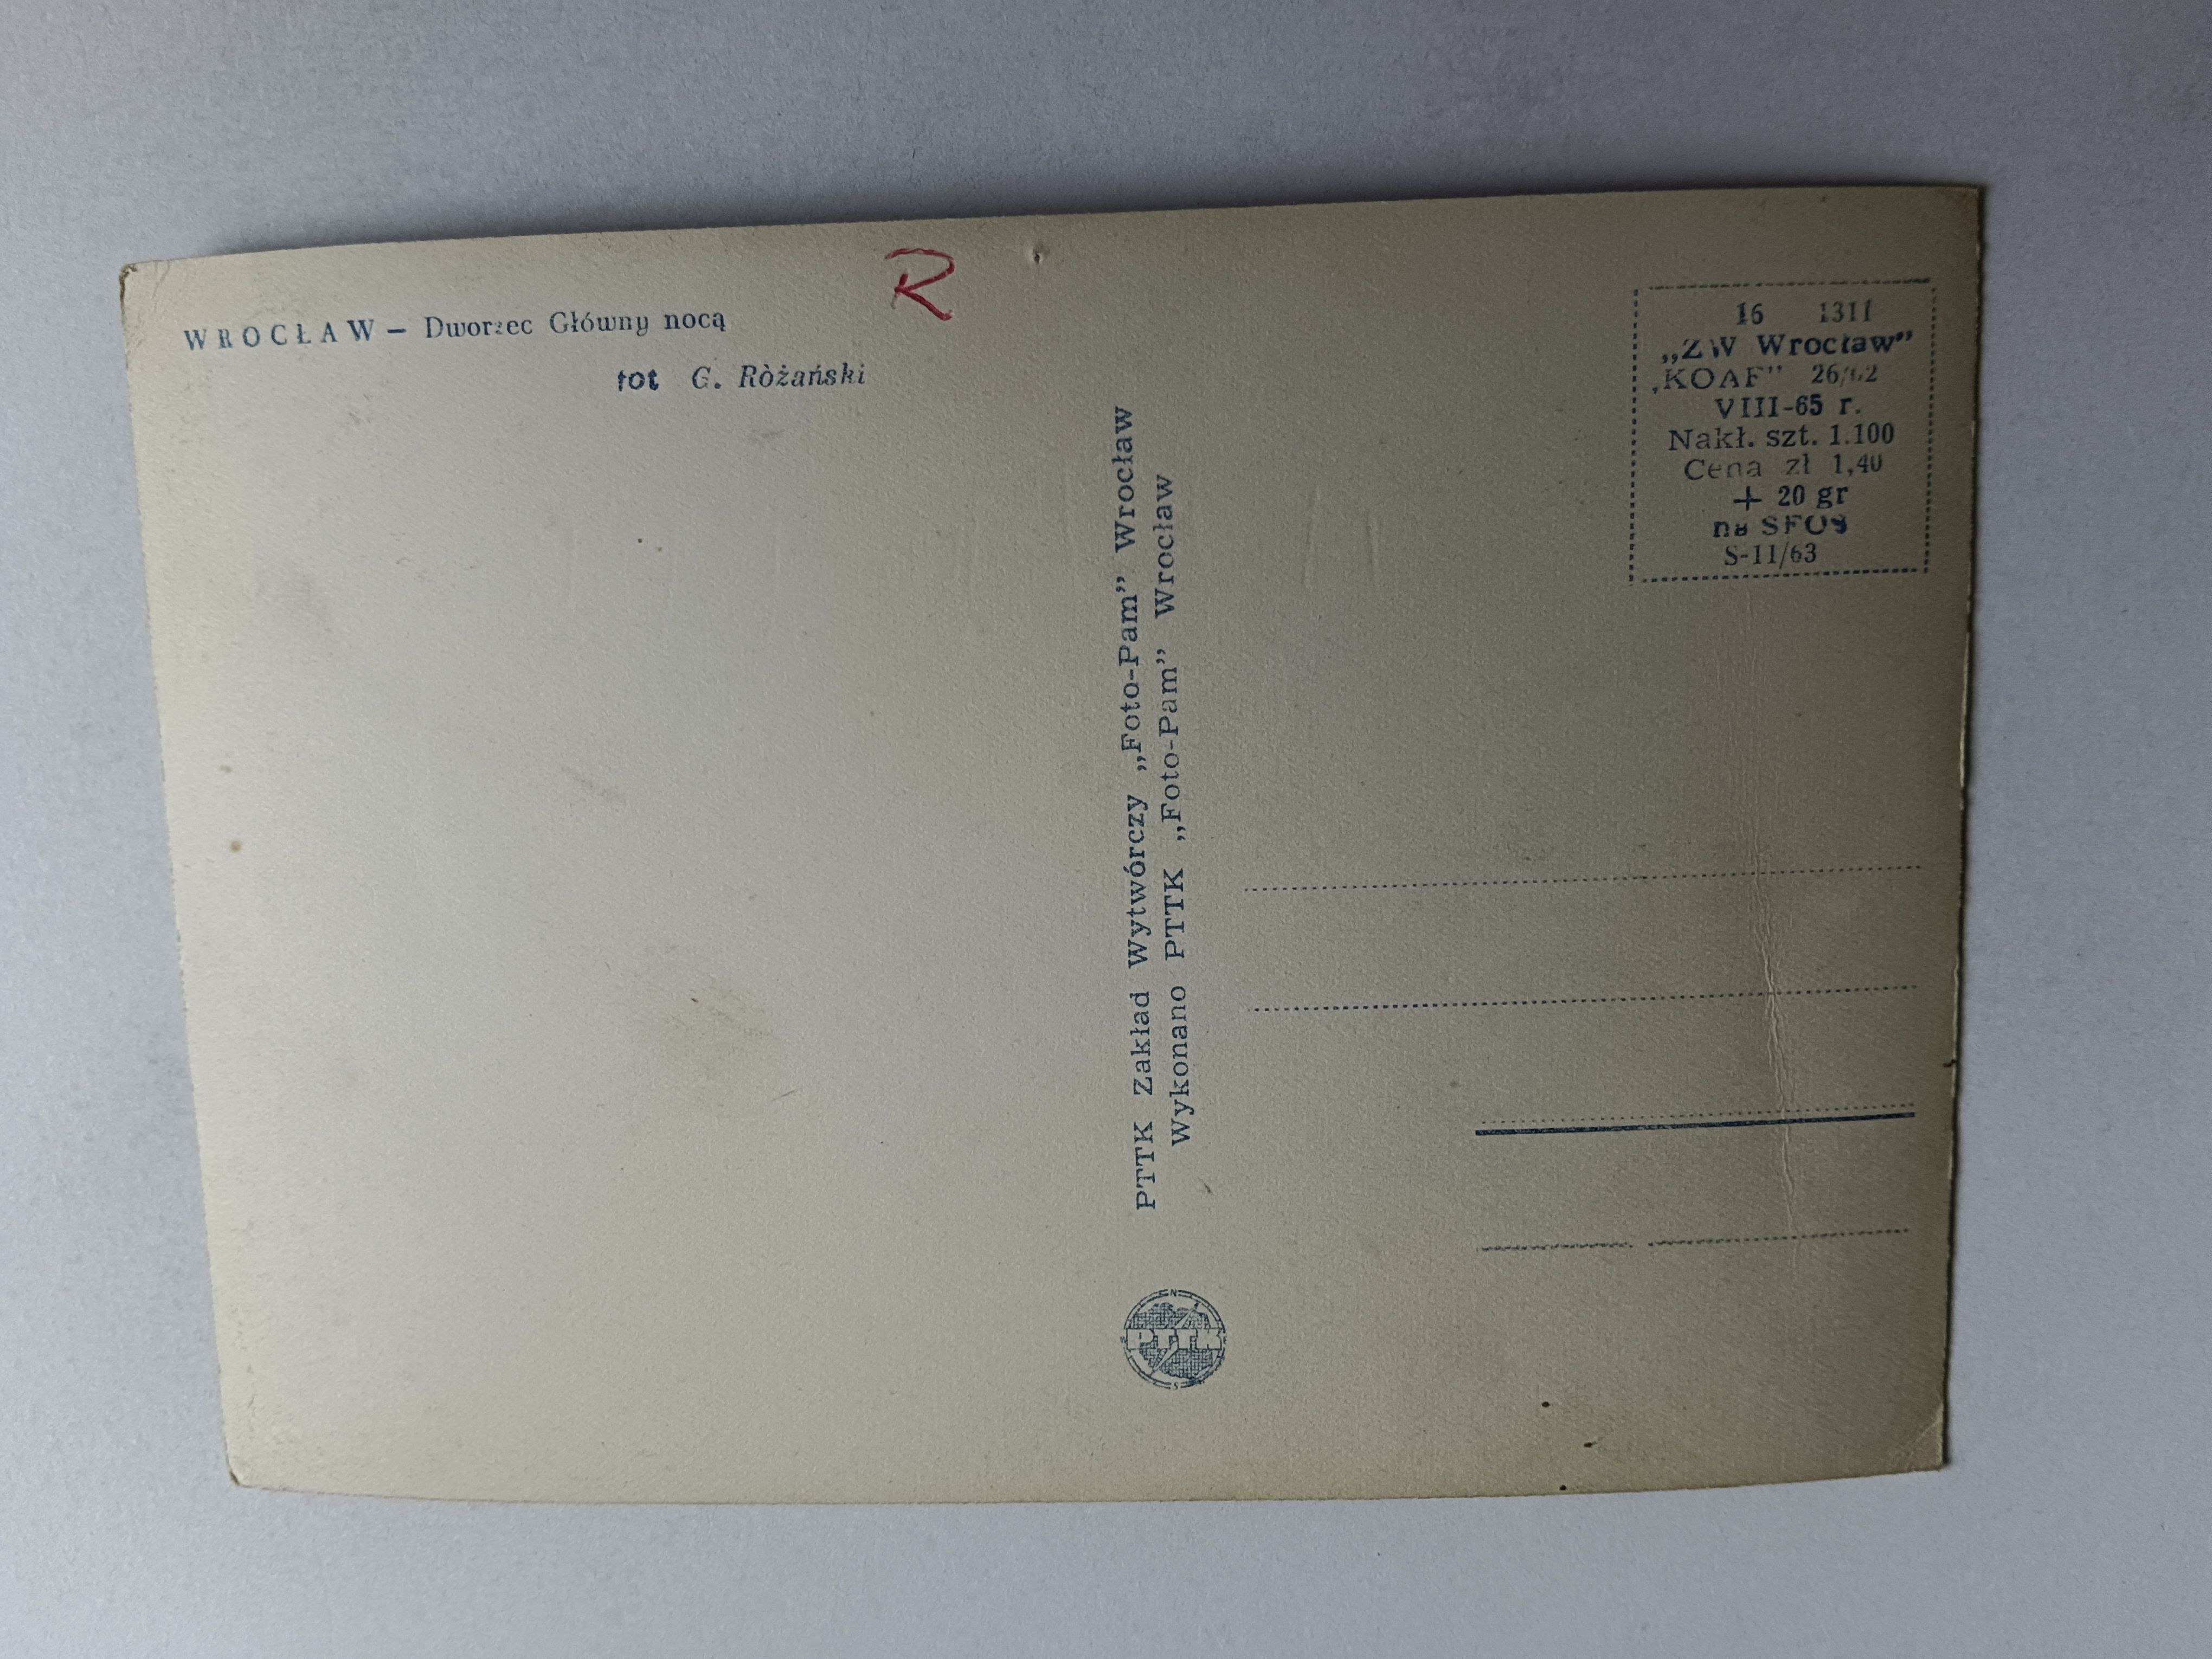 WROCŁAW – Dworzec Główny nocą
fot G. Ròżański
R
PTTK Zakład Wytwórczy „Foto-Pam” Wrocław
Wykonano PTTK „Foto-Pam” Wrocław
16 1311
„ZW Wrocław”
„KOAF” 26/62
VIII-65 r.
Nakł. szt. 1.100
Cena zł 1,40
+ 20 gr
na SFOS
S-11/63
N
PTTK
S